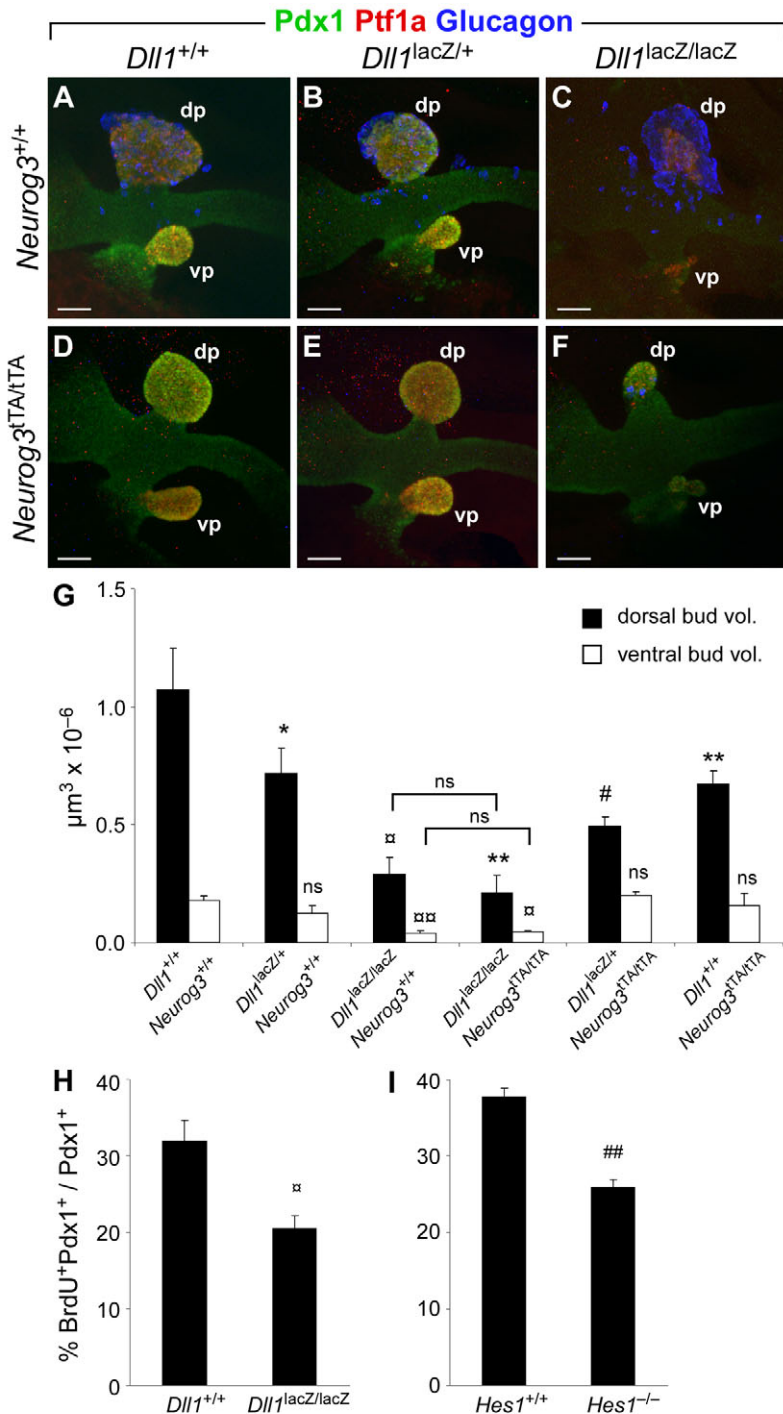 Pdx1 Ptf1a Glucagon
Dll1+/+ Dll1lacZ/+ Dll1lacZ/lacZ
Neurog3+/+
A dp vp
B dp vp
C dp vp
Neurog3tTA/tTA
D dp vp
E dp vp
F dp vp
G
dorsal bud vol.
ventral bud vol.
µm³ x 10⁻⁶
1.5
1.0
0.5
0.0
* ns ¤ ¤¤ ns ns ** ¤ # ns ** ns
Dll1+/+ Neurog3+/+
Dll1lacZ/+ Neurog3+/+
Dll1lacZ/lacZ Neurog3+/+
Dll1lacZ/lacZ Neurog3tTA/tTA
Dll1lacZ/+ Neurog3tTA/tTA
Dll1+/+ Neurog3tTA/tTA
H
% BrdU+Pdx1+ / Pdx1+
40
30
20
10
0
¤
Dll1+/+ Dll1lacZ/lacZ
I
40
30
20
10
0
##
Hes1+/+ Hes1–/–